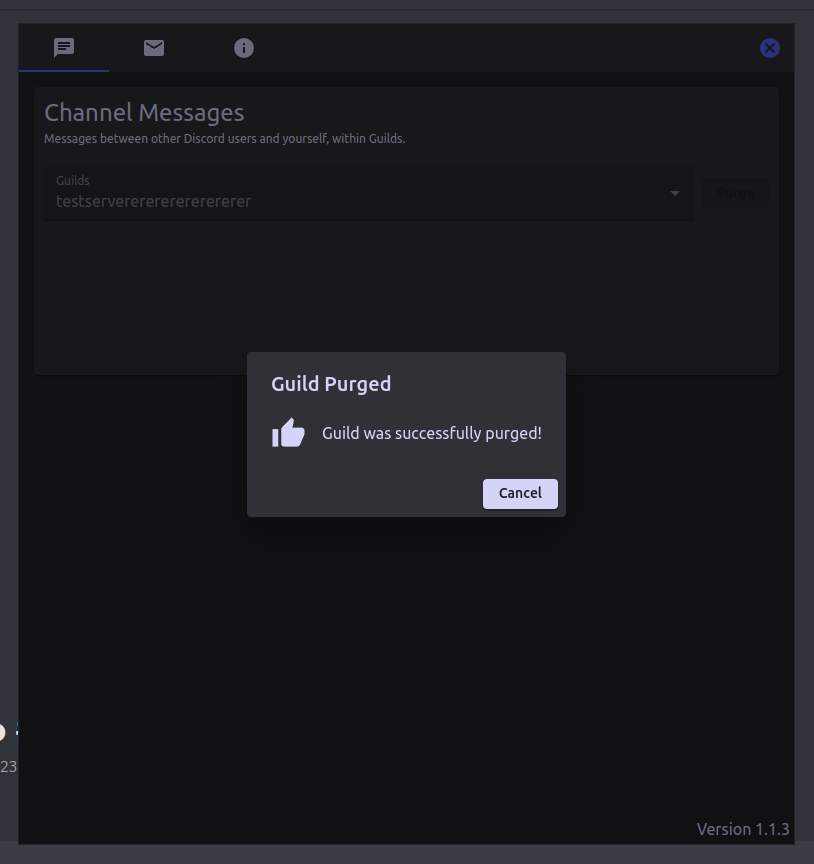 Channel Messages
Messages between other Discord users and yourself, within Guilds.
Guilds
testserverererererererer
Purge
Guild Purged
Guild was successfully purged!
Cancel
23
Version 1.1.3